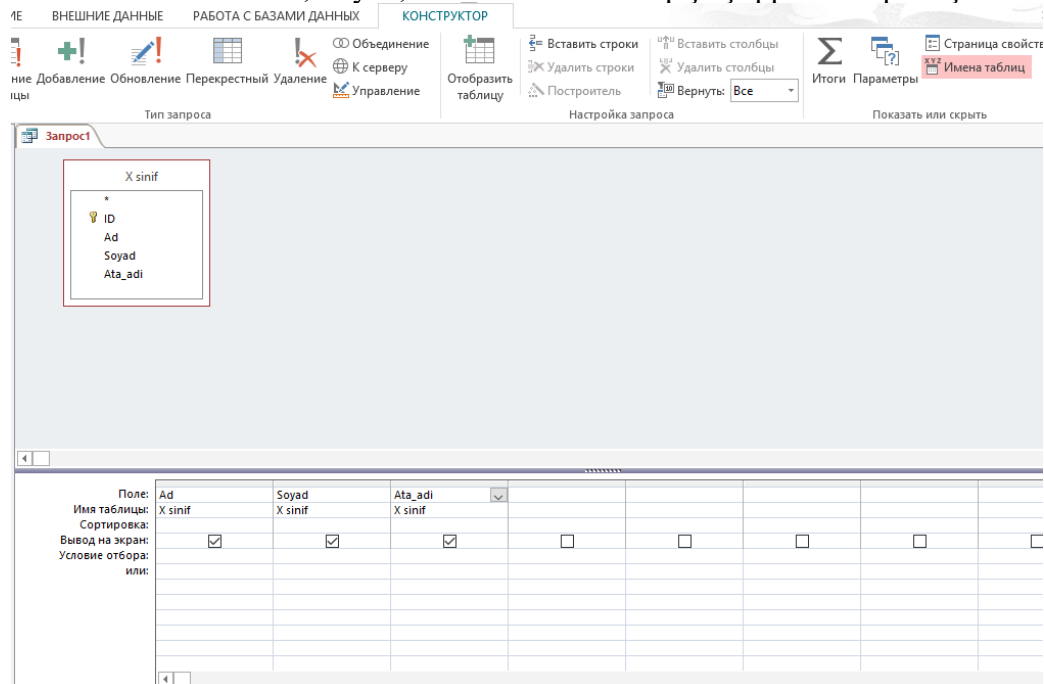 ИЕ ВНЕШНИЕ ДАННЫЕ РАБОТА С БАЗАМИ ДАННЫХ КОНСТРУКТОР
ние Добавление Обновление Перекрестный Удаление
ицы
Объединение
К серверу
Управление
Тип запроса
Отобразить
таблицу
Вставить строки
Удалить строки
Построитель
Вставить столбцы
Удалить столбцы
Вернуть: Все
Настройка запроса
Итоги Параметры
Страница свойств
Имена таблиц
Показать или скрыть
Запрос1
X sinif
*
ID
Ad
Soyad
Ata_adi
Поле: Ad Soyad Ata_adi
Имя таблицы: X sinif X sinif X sinif
Сортировка:
Вывод на экран:
Условие отбора:
или: